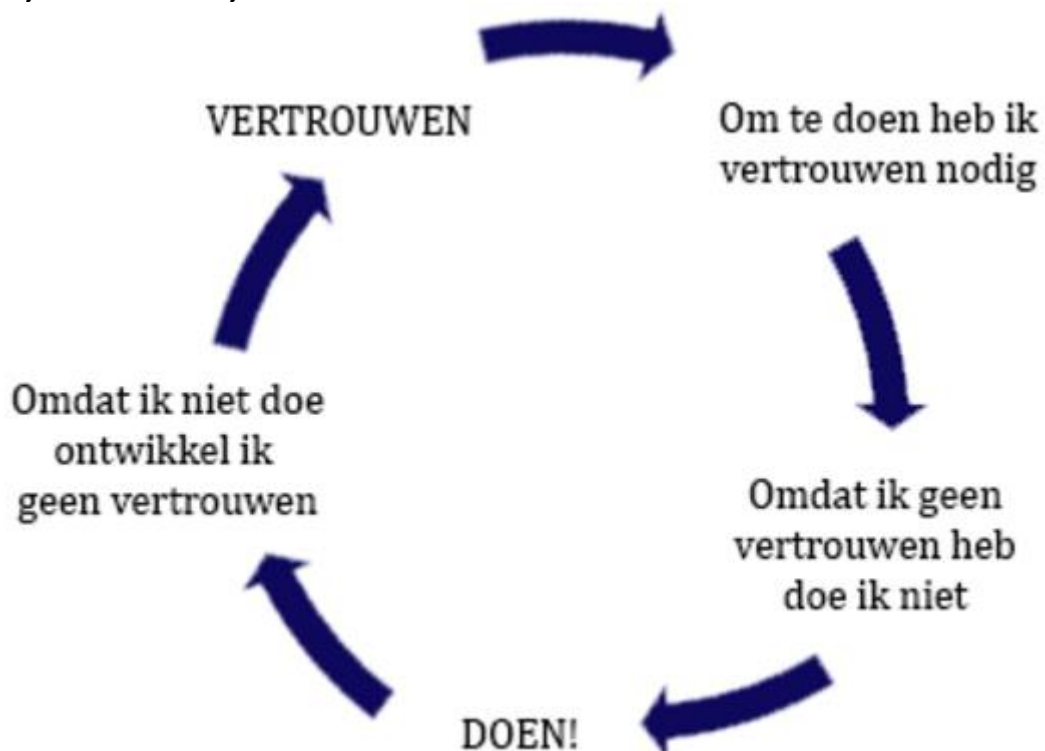 VERTROUWEN
Om te doen heb ik
vertrouwen nodig
Omdat ik geen
vertrouwen heb
doe ik niet
DOEN!
Omdat ik niet doe
ontwikkel ik
geen vertrouwen